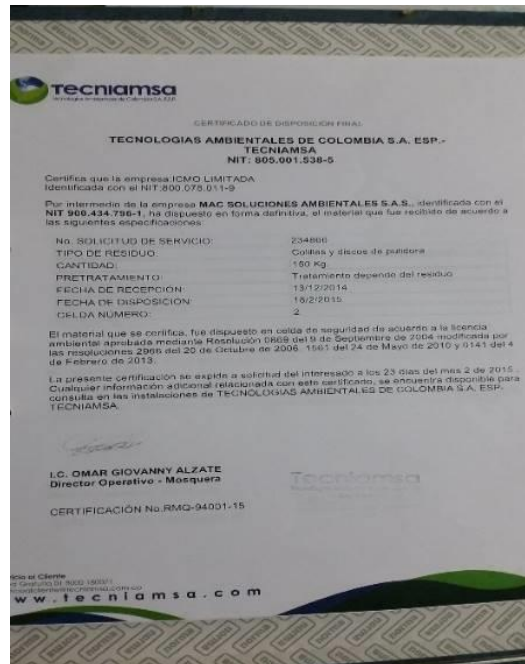 Tecniamsa
CERTIFICADO DE DISPOSICIÓN FINAL
TECNOLOGIAS AMBIENTALES DE COLOMBIA S.A. ESP.-
TECNIAMSA
NIT: 805.001.538-5
Certifica que la empresa:ICMO LIMITADA
Identificada con el NIT:800.078.011-9
Por intermedio de la empresa MAC SOLUCIONES AMBIENTALES S.A.S., identificada con el
NIT 900.434.796-1, ha dispuesto en forma definitiva, el material que fue recibido de acuerdo a
las siguientes especificaciones
No. SOLICITUD DE SERVICIO: 234866
TIPO DE RESIDUO: Colillas y discos de pulidora
CANTIDAD: 180 Kg
PRETRATAMIENTO: Tratamiento depende del residuo
FECHA DE RECEPCIÓN: 13/12/2014
FECHA DE DISPOSICIÓN: 18/2/2015
CELDA NÚMERO: 2
El material que se certifica, fue dispuesto en celda de seguridad de acuerdo a la licencia
ambiental aprobada mediante Resolución 0869 del 9 de Septiembre de 2004 modificada por
las resoluciones 2966 del 20 de Octubre de 2006, 1561 del 24 de Mayo de 2010 y 0141 del 4
de Febrero de 2013.
La presente certificación se expide a solicitud del interesado a los 23 días del mes 2 de 2015.
Cualquier información adicional relacionada con este certificado, se encuentra disponible para
consulta en las instalaciones de TECNOLOGIAS AMBIENTALES DE COLOMBIA S.A. ESP-
TECNIAMSA.
I.C. OMAR GIOVANNY ALZATE
Director Operativo - Mosquera
Tecniamsa
CERTIFICACIÓN No.RMQ-94001-15
al Cliente
www.tecniamsa.com